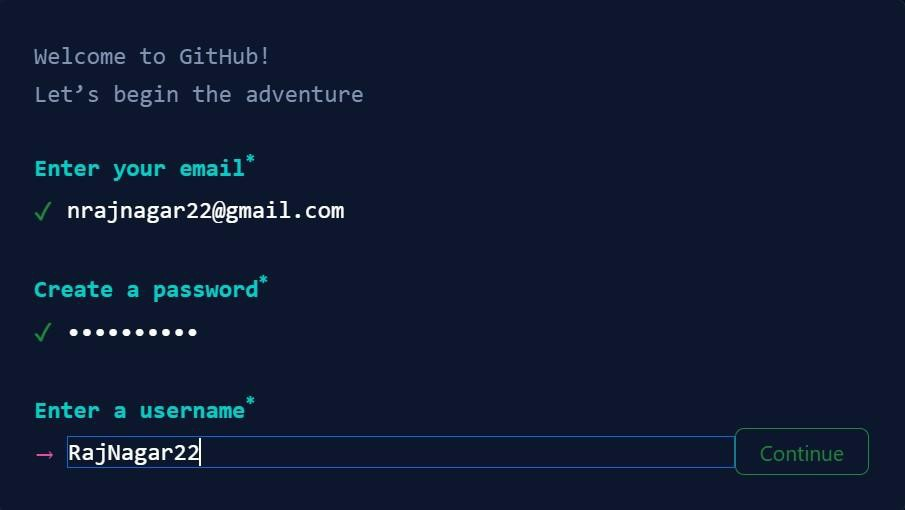 Welcome to GitHub!
Let’s begin the adventure
Enter your email*
✓ nrajnagar22@gmail.com
Create a password*
✓ ••••••••••
Enter a username*
→ RajNagar22 Continue